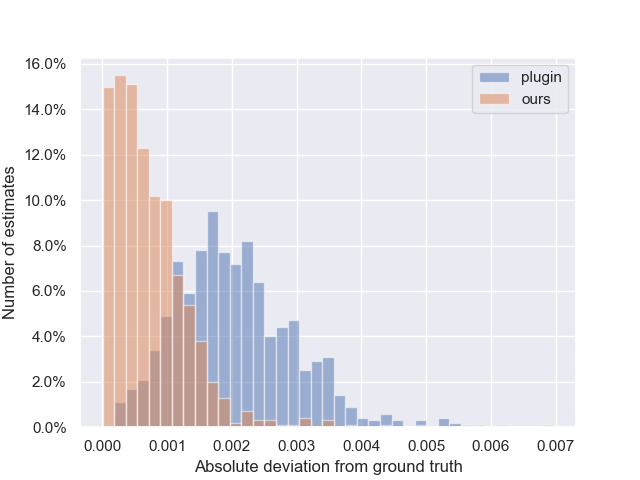 plugin
ours
16.0%
14.0%
12.0%
10.0%
8.0%
6.0%
4.0%
2.0%
0.0%
Number of estimates
0.000 0.001 0.002 0.003 0.004 0.005 0.006 0.007
Absolute deviation from ground truth